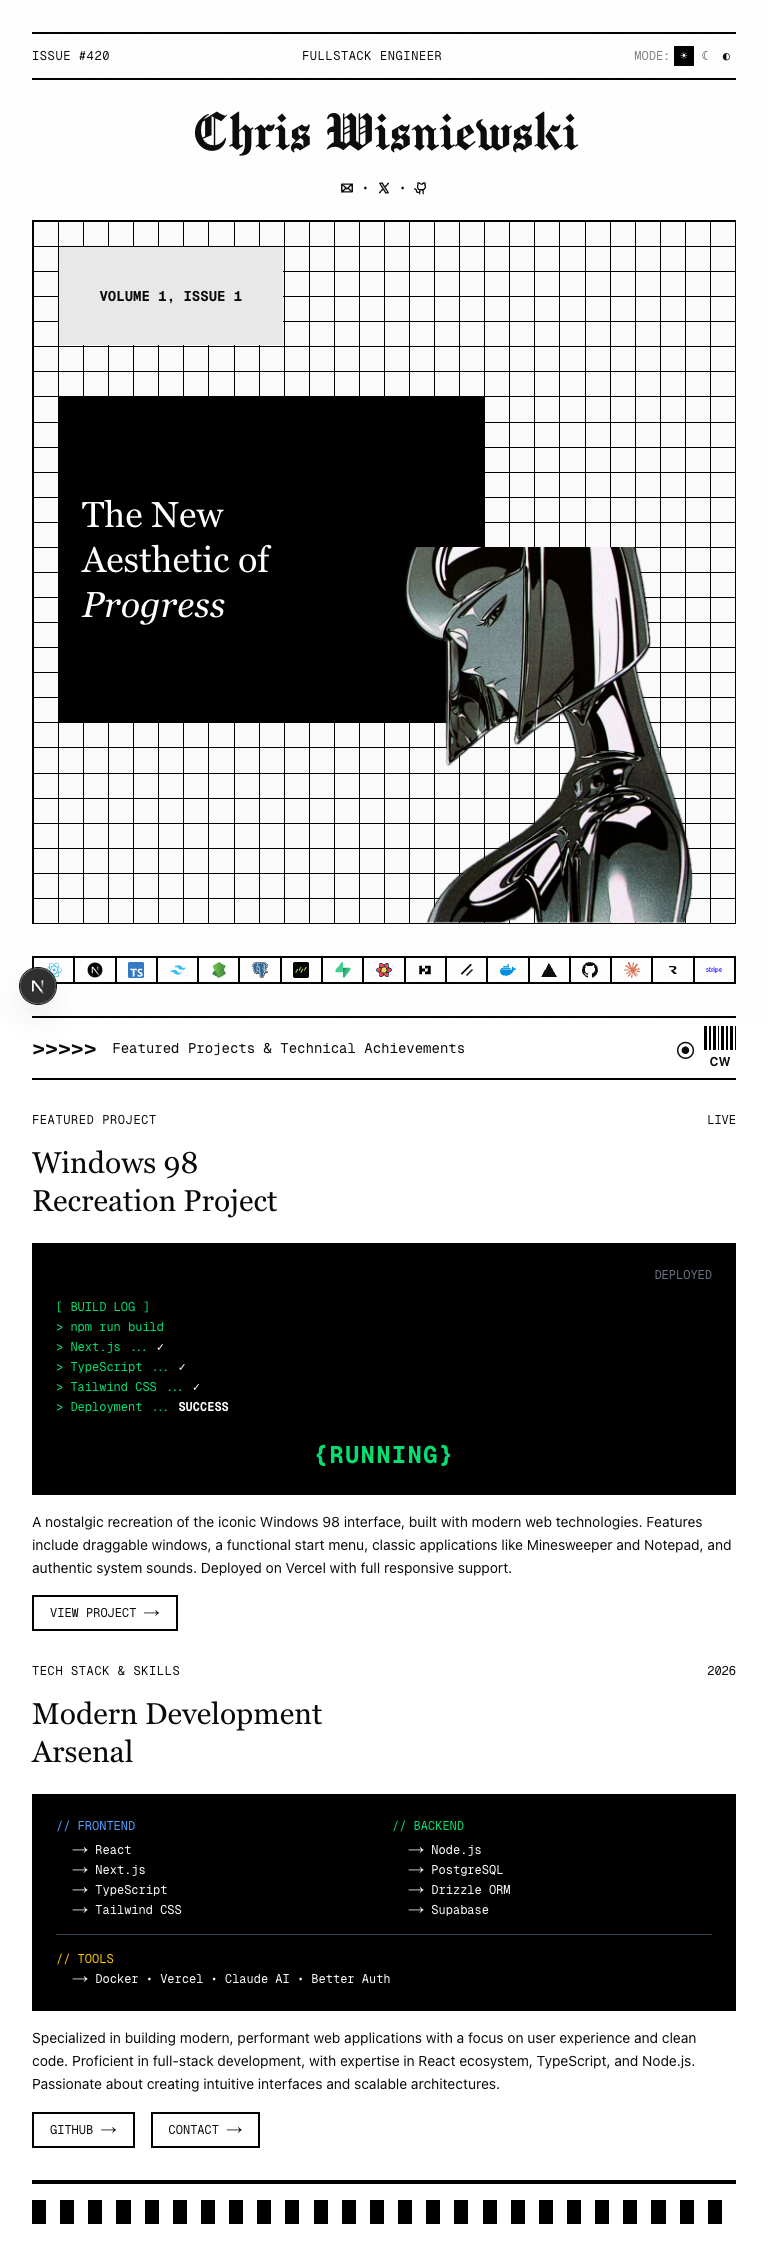 ISSUE #420
FULLSTACK ENGINEER
MODE:
Chris Wisniewski
VOLUME 1, ISSUE 1
The New
Aesthetic of
Progress
N
TS
stripe
N
>>>>> Featured Projects & Technical Achievements
CW
FEATURED PROJECT
LIVE
Windows 98
Recreation Project
DEPLOYED
[ BUILD LOG ]
> npm run build
> Next.js ... ✓
> TypeScript ... ✓
> Tailwind CSS ... ✓
> Deployment ... SUCCESS
{RUNNING}
A nostalgic recreation of the iconic Windows 98 interface, built with modern web technologies. Features
include draggable windows, a functional start menu, classic applications like Minesweeper and Notepad, and
authentic system sounds. Deployed on Vercel with full responsive support.
VIEW PROJECT →
TECH STACK & SKILLS
2026
Modern Development
Arsenal
// FRONTEND
→ React
→ Next.js
→ TypeScript
→ Tailwind CSS
// BACKEND
→ Node.js
→ PostgreSQL
→ Drizzle ORM
→ Supabase
// TOOLS
→ Docker • Vercel • Claude AI • Better Auth
Specialized in building modern, performant web applications with a focus on user experience and clean
code. Proficient in full-stack development, with expertise in React ecosystem, TypeScript, and Node.js.
Passionate about creating intuitive interfaces and scalable architectures.
GITHUB →
CONTACT →